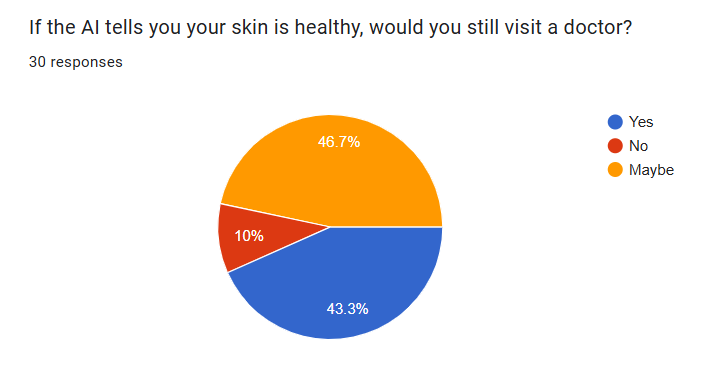 If the AI tells you your skin is healthy, would you still visit a doctor?
30 responses
Yes
No
Maybe
46.7%
10%
43.3%